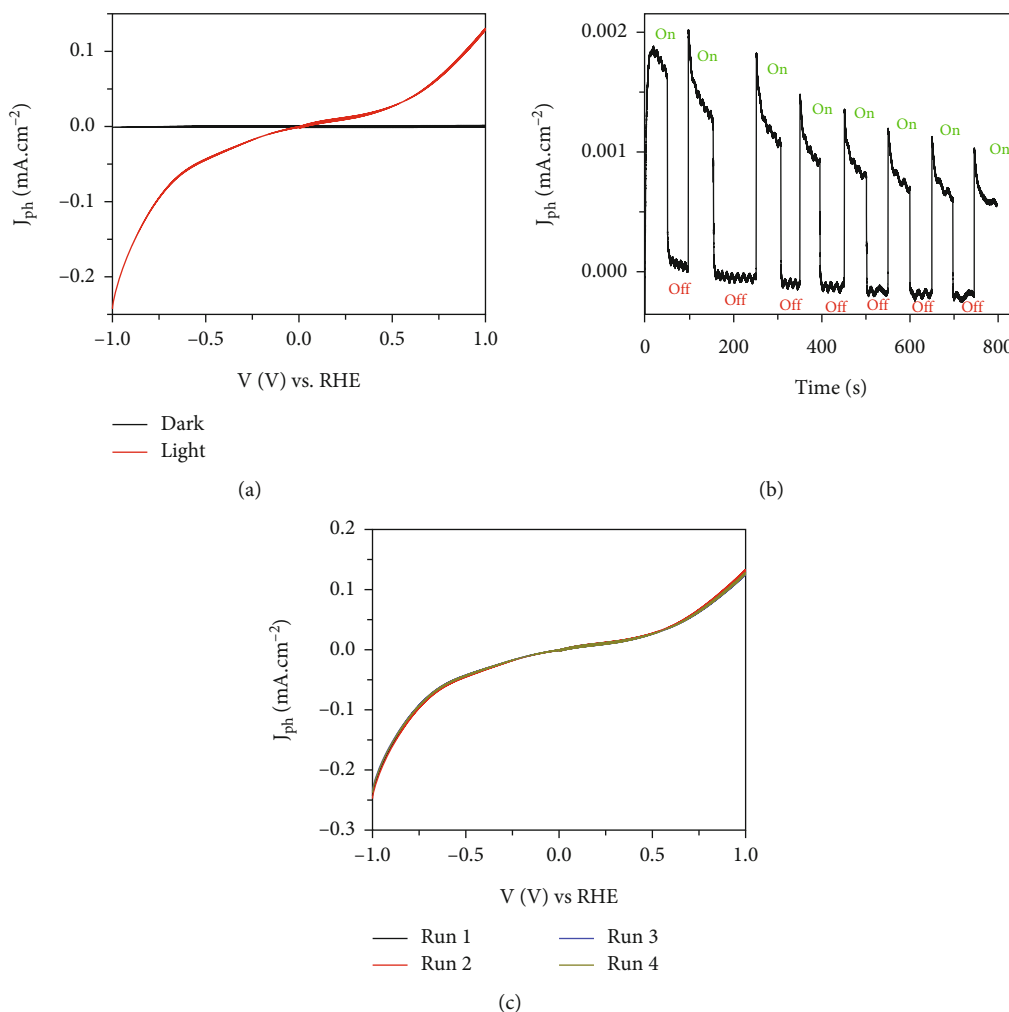 0.1
0.0
−0.1
−0.2
J_ph (mA.cm⁻²)
−1.0 −0.5 0.0 0.5 1.0
V (V) vs. RHE
Dark
Light
(a)
0.002
0.001
0.000
J_ph (mA.cm⁻²)
On On On On On On On On
Off Off Off Off Off Off Off
0 200 400 600 800
Time (s)
(b)
0.2
0.1
0.0
−0.1
−0.2
−0.3
J_ph (mA.cm⁻²)
−1.0 −0.5 0.0 0.5 1.0
V (V) vs RHE
Run 1 Run 3
Run 2 Run 4
(c)